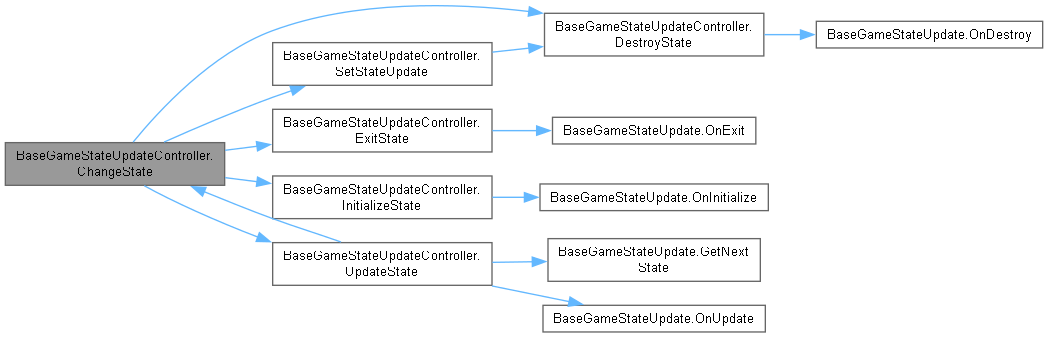 BaseGameStateUpdateController.
ChangeState
BaseGameStateUpdateController.
SetStateUpdate
BaseGameStateUpdateController.
ExitState
BaseGameStateUpdateController.
InitializeState
BaseGameStateUpdateController.
UpdateState
BaseGameStateUpdateController.
DestroyState
BaseGameStateUpdate.OnExit
BaseGameStateUpdate.OnInitialize
BaseGameStateUpdate.GetNext
State
BaseGameStateUpdate.OnUpdate
BaseGameStateUpdate.OnDestroy